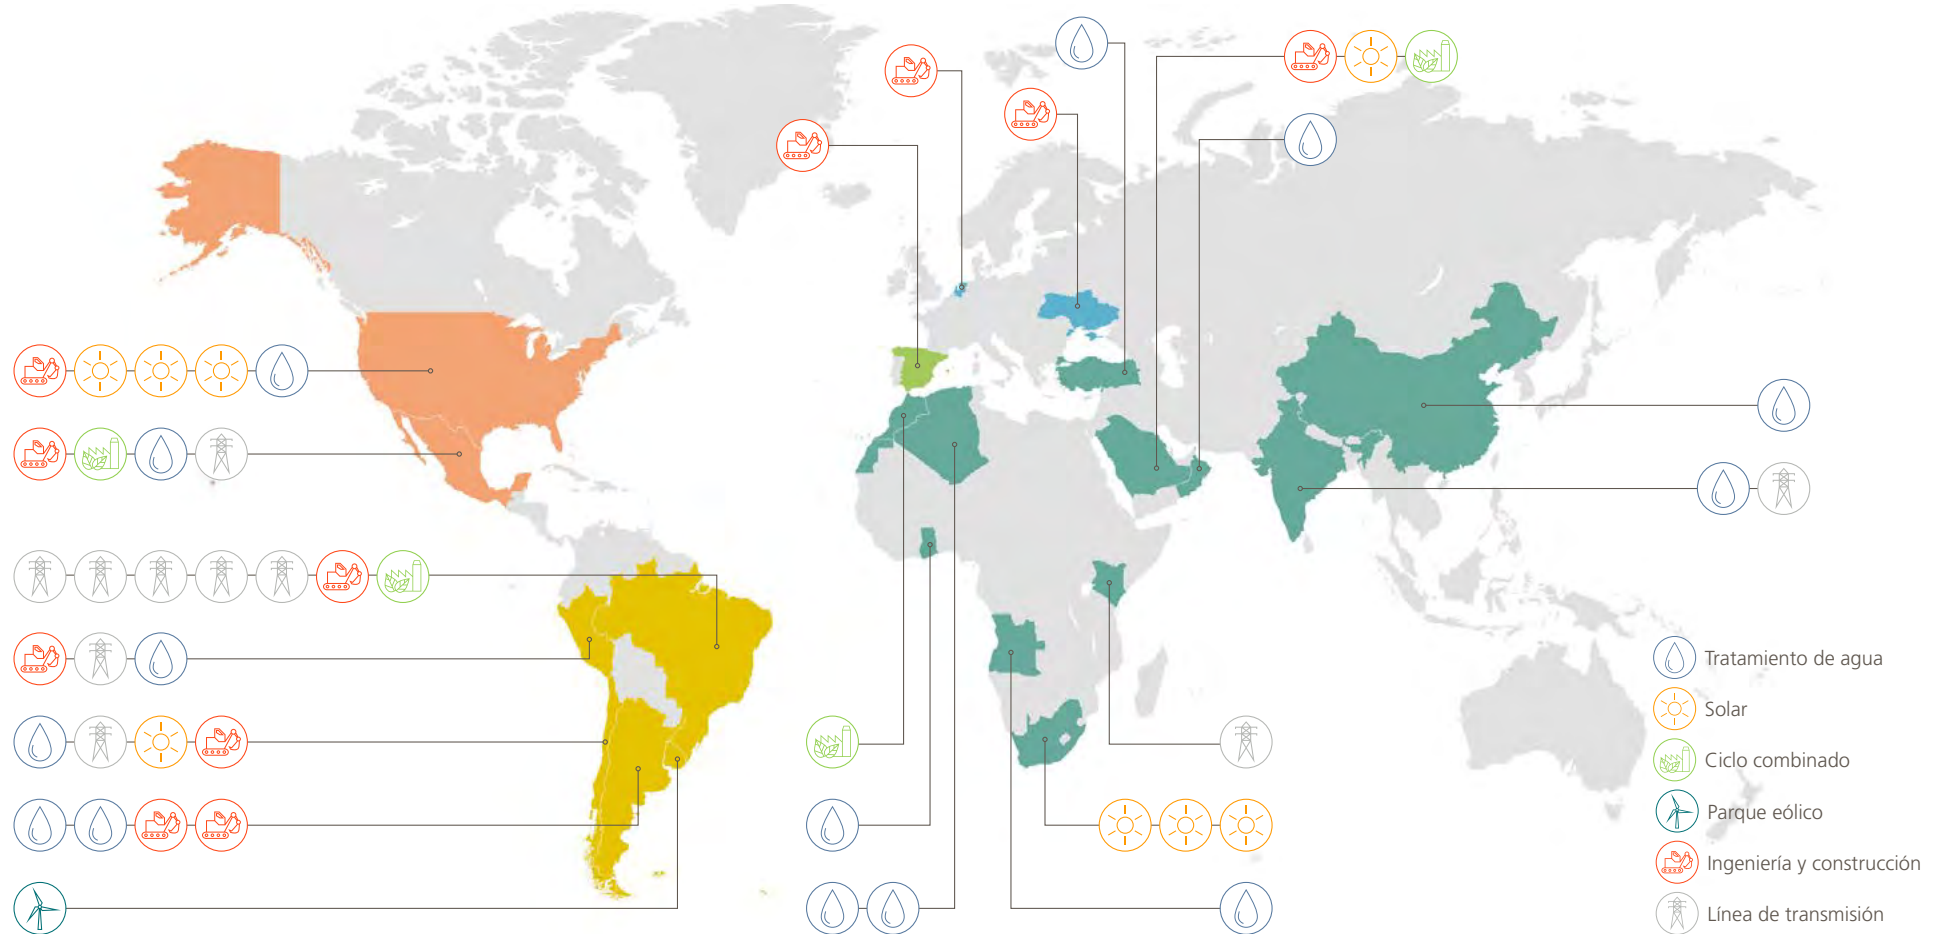 Tratamiento de agua
Solar
Ciclo combinado
Parque eólico
Ingeniería y construcción
Línea de transmisión